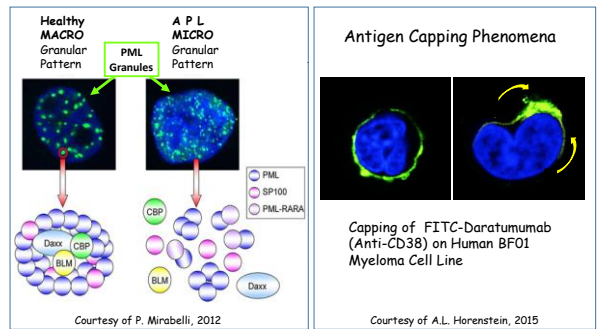 Healthy
MACRO
Granular
Pattern
PML
Granules
A P L
MICRO
Granular
Pattern
PML
SP100
PML-RARA
Daxx
CBP
BLM
CBP
BLM
Daxx
Courtesy of P. Mirabelli, 2012
Antigen Capping Phenomena
Capping of FITC-Daratumumab
(Anti-CD38) on Human BF01
Myeloma Cell Line
Courtesy of A.L. Horenstein, 2015